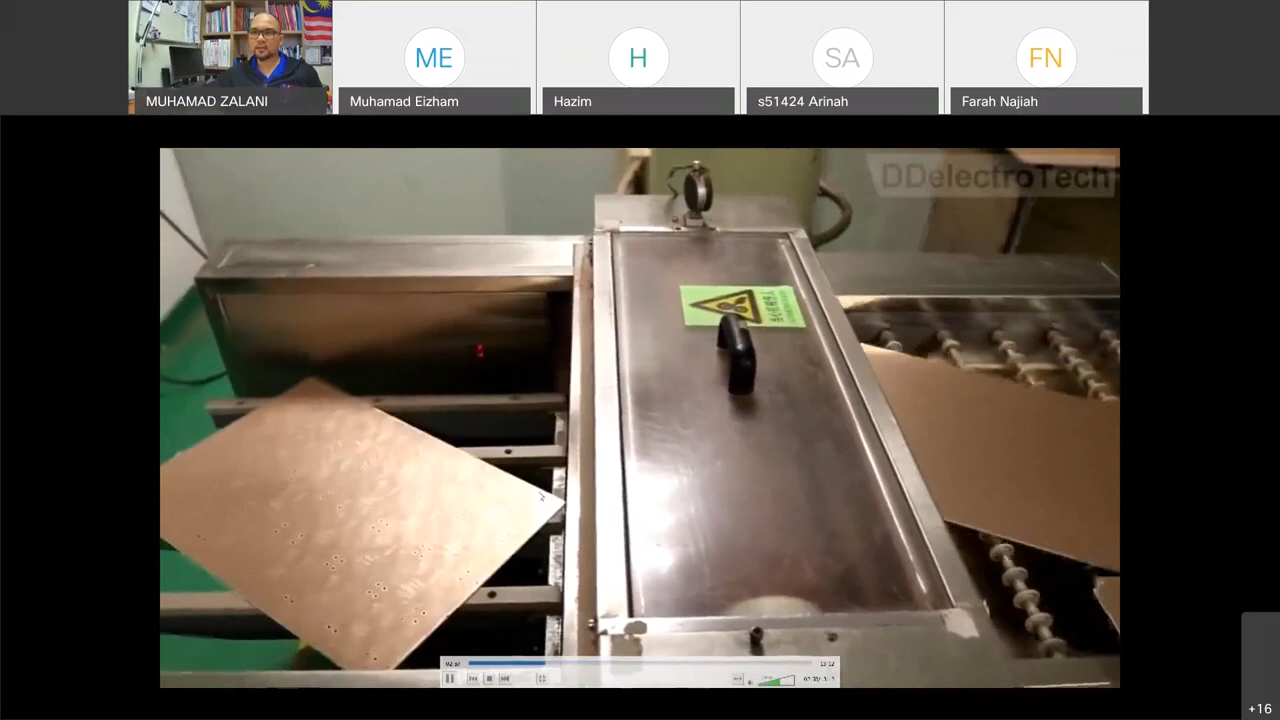 ME
H
SA
FN
MUHAMAD ZALANI
Muhamad Eizham
Hazim
s51424 Arinah
Farah Najiah
DDelectroTech
+16